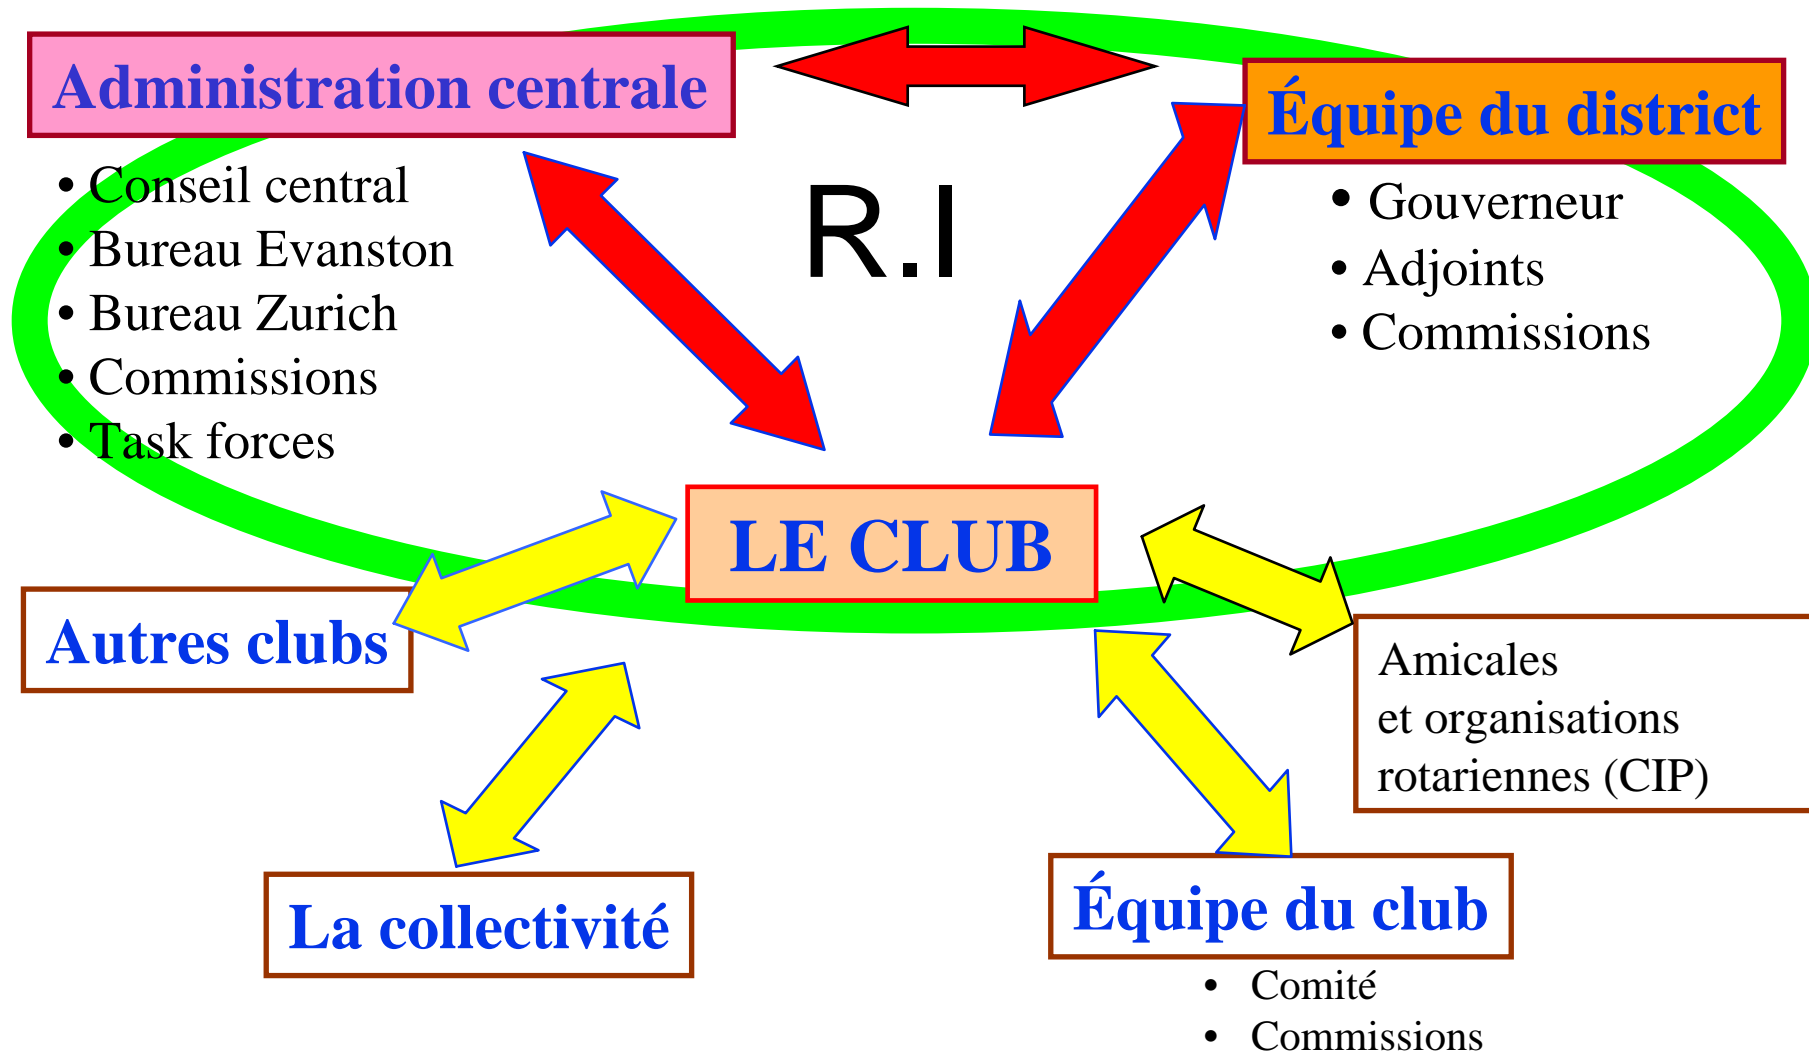 Administration centrale
• Conseil central
• Bureau Evanston
• Bureau Zurich
• Commissions
• Task forces
R.I
Équipe du district
• Gouverneur
• Adjoints
• Commissions
LE CLUB
Autres clubs
Amicales
et organisations
rotariennes (CIP)
La collectivité
Équipe du club
• Comité
• Commissions